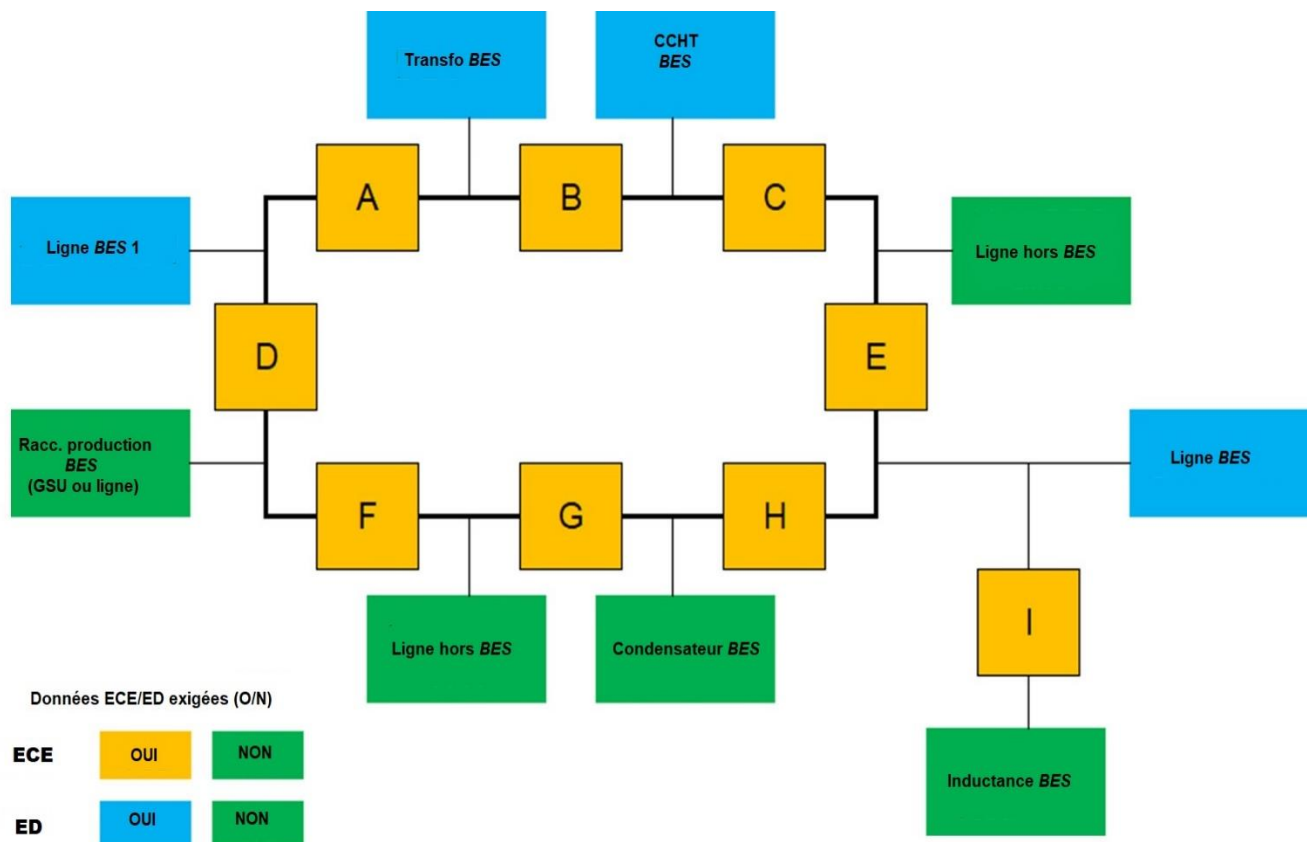 Transfo BES
CCHT
BES
A
B
C
Ligne BES 1
Ligne hors BES
D
E
Racc. production
BES
(GSU ou ligne)
Ligne BES
F
G
H
Ligne hors BES
Condensateur BES
I
Données ECE/ED exigées (O/N)
ECE
OUI
NON
Inductance BES
ED
OUI
NON